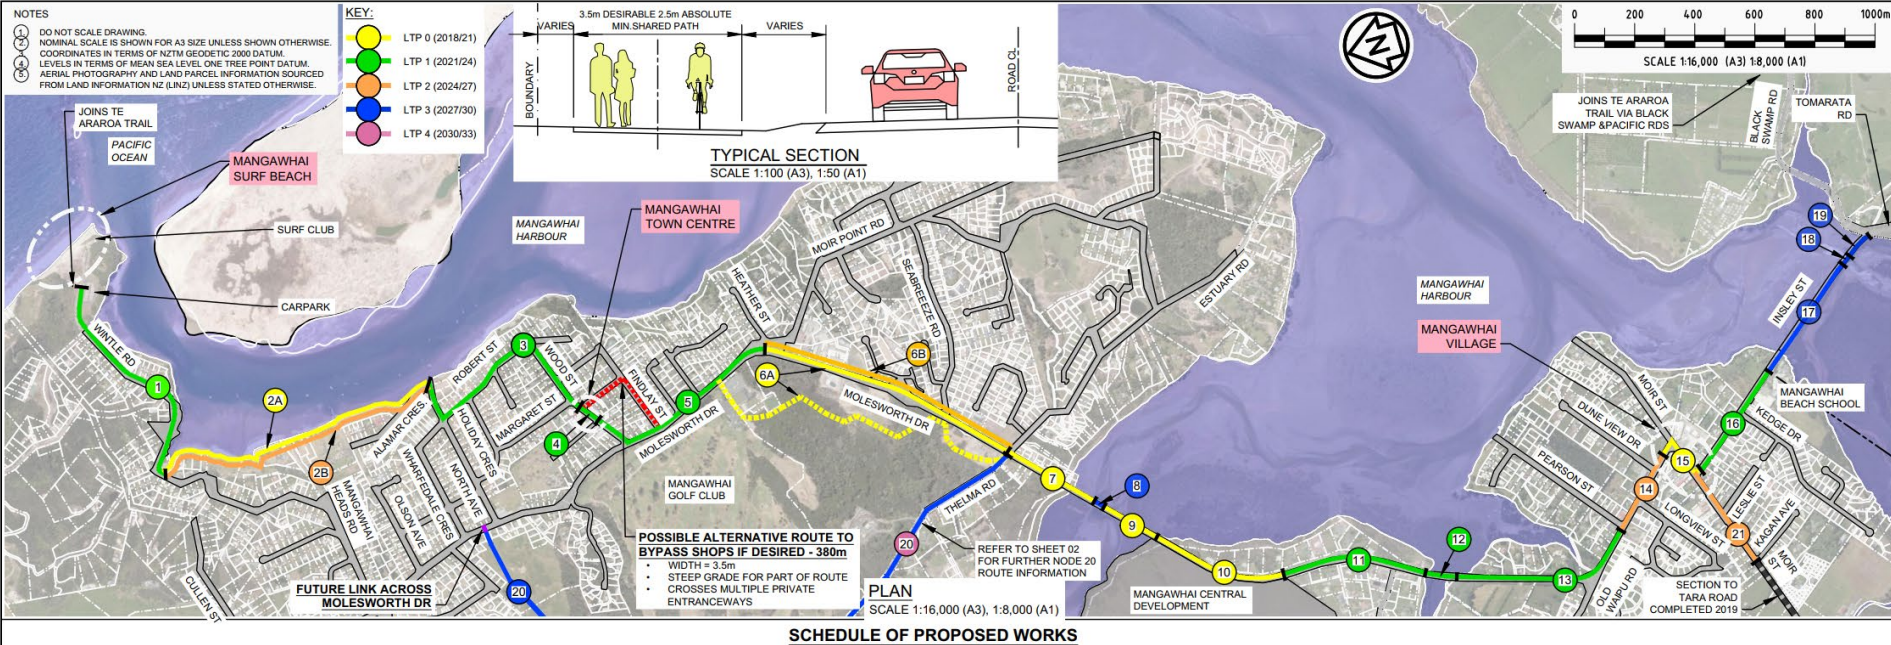 NOTES
1. DO NOT SCALE DRAWING.
2. NOMINAL SCALE IS SHOWN FOR A3 SIZE UNLESS SHOWN OTHERWISE.
3. COORDINATES IN TERMS OF NZTM GEODETIC 2000 DATUM.
4. LEVELS IN TERMS OF MEAN SEA LEVEL ONE TREE POINT DATUM.
5. AERIAL PHOTOGRAPHY AND LAND PARCEL INFORMATION SOURCED
FROM LAND INFORMATION NZ (LINZ) UNLESS STATED OTHERWISE.
KEY:
LTP 0 (2018/21)
LTP 1 (2021/24)
LTP 2 (2024/27)
LTP 3 (2027/30)
LTP 4 (2030/33)
3.5m DESIRABLE 2.5m ABSOLUTE
MIN.SHARED PATH
VARIES
VARIES
BOUNDARY
ROAD CL
TYPICAL SECTION
SCALE 1:100 (A3), 1:50 (A1)
N
0 200 400 600 800 1000m
SCALE 1:16,000 (A3) 1:8,000 (A1)
JOINS TE
ARAROA TRAIL
PACIFIC
OCEAN
MANGAWHAI
SURF BEACH
SURF CLUB
CARPARK
WINTLE RD
1
2A
2B
MANGAWHAI
HEADS RD
ALAMAR CRES.
WHARFEDALE CRES
OLSON AVE
NORTH AVE
HOLIDAY CRES
CULLEN ST
ROBERT ST
3
WOOD ST
MARGARET ST
4
FINDLAY ST
5
MOLESWORTH DR
MANGAWHAI
HARBOUR
MANGAWHAI
TOWN CENTRE
HEATHER ST
MOIR POINT RD
SEABREEZE RD
ESTUARY RD
6A
6B
MOLESWORTH DR
MANGAWHAI
GOLF CLUB
THELMA RD
FUTURE LINK ACROSS
MOLESWORTH DR
20
POSSIBLE ALTERNATIVE ROUTE TO
BYPASS SHOPS IF DESIRED - 380m
• WIDTH = 3.5m
• STEEP GRADE FOR PART OF ROUTE
• CROSSES MULTIPLE PRIVATE
ENTRANCEWAYS
20
REFER TO SHEET 02
FOR FURTHER NODE 20
ROUTE INFORMATION
PLAN
SCALE 1:16,000 (A3), 1:8,000 (A1)
7
8
9
10
11
12
13
MANGAWHAI CENTRAL
DEVELOPMENT
MANGAWHAI
HARBOUR
MANGAWHAI
VILLAGE
JOINS TE ARAROA
TRAIL VIA BLACK
SWAMP &PACIFIC RDS
BLACK
SWAMP RD
TOMARATA
RD
19
18
17
INSLEY ST
MANGAWHAI
BEACH SCHOOL
16
KEDGE DR
MOIR ST
DUNE VIEW DR
PEARSON ST
15
14
LONGVIEW ST
LESLIE ST
KAGAN AVE
21
MOIR
ST
OLD
WAIPU RD
SECTION TO
TARA ROAD
COMPLETED 2019
SCHEDULE OF PROPOSED WORKS